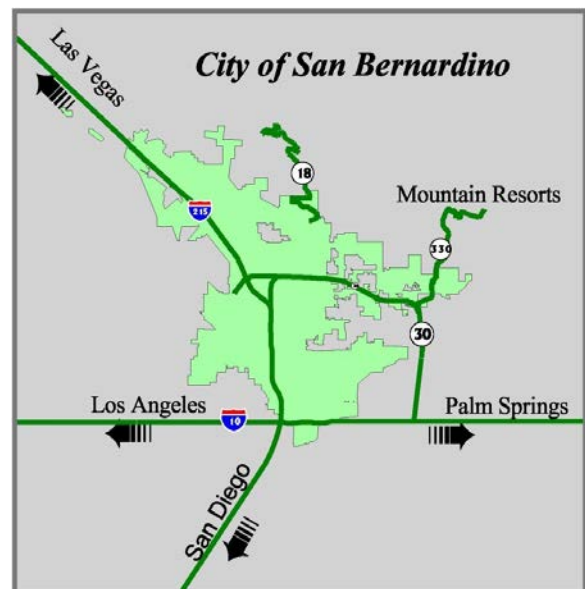 City of San Bernardino
Las Vegas
18
215
Mountain Resorts
330
30
Los Angeles
10
Palm Springs
San Diego